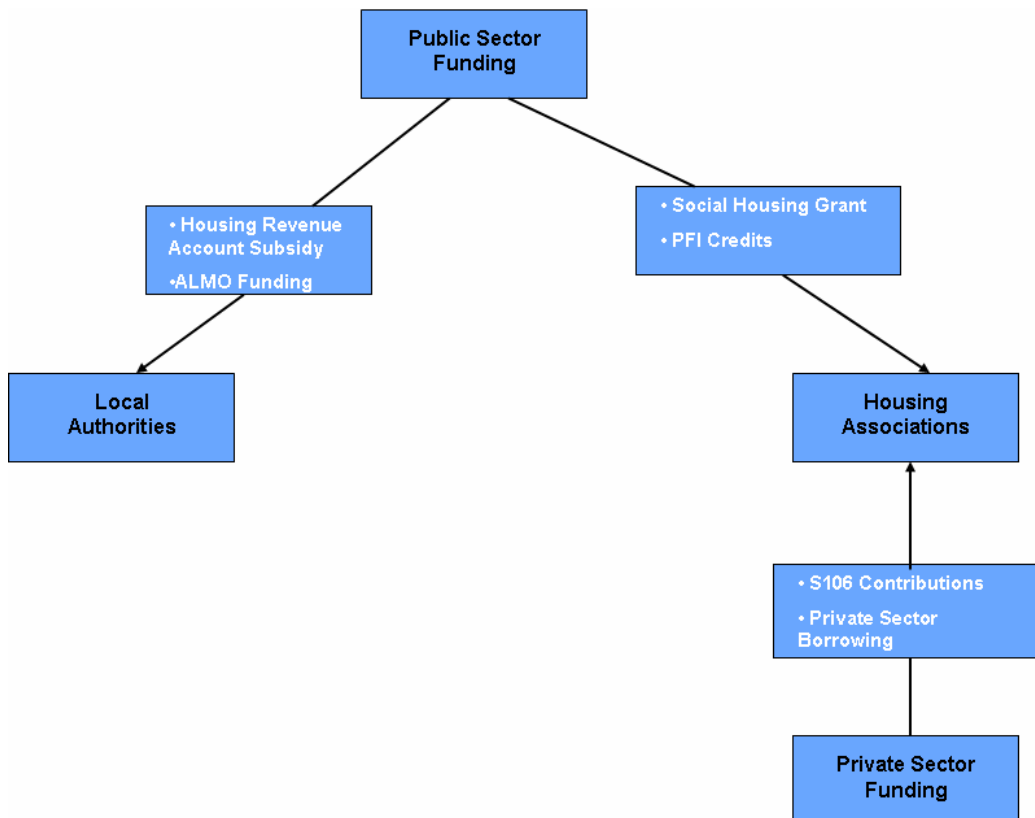 Public Sector
Funding
• Housing Revenue
Account Subsidy
•ALMO Funding
• Social Housing Grant
• PFI Credits
Local
Authorities
Housing
Associations
• S106 Contributions
• Private Sector
Borrowing
Private Sector
Funding